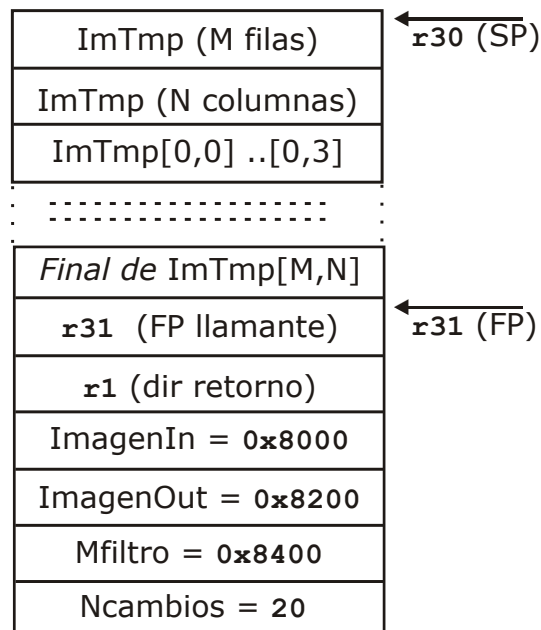 ImTmp (M filas)
r30 (SP)
ImTmp (N columnas)
ImTmp[0,0] ..[0,3]
Final de ImTmp[M,N]
r31 (FP llamante)
r31 (FP)
r1 (dir retorno)
ImagenIn = 0x8000
ImagenOut = 0x8200
Mfiltro = 0x8400
Ncambios = 20